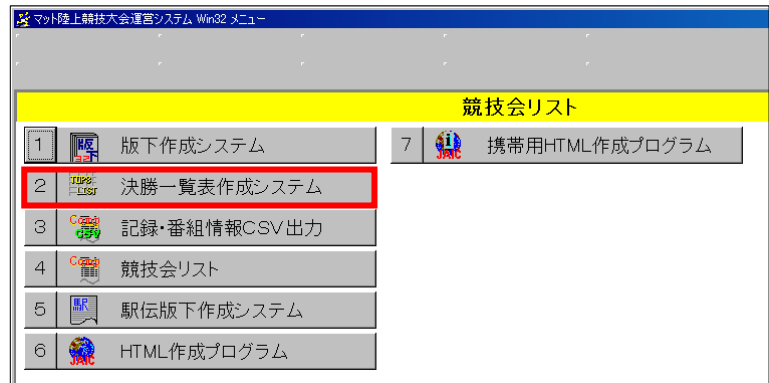 マット陸上競技大会運営システム Win32 メニュー
競技会リスト
1 版下作成システム
2 決勝一覧表作成システム
3 記録・番組情報CSV出力
4 競技会リスト
5 駅伝版下作成システム
6 HTML作成プログラム
7 携帯用HTML作成プログラム